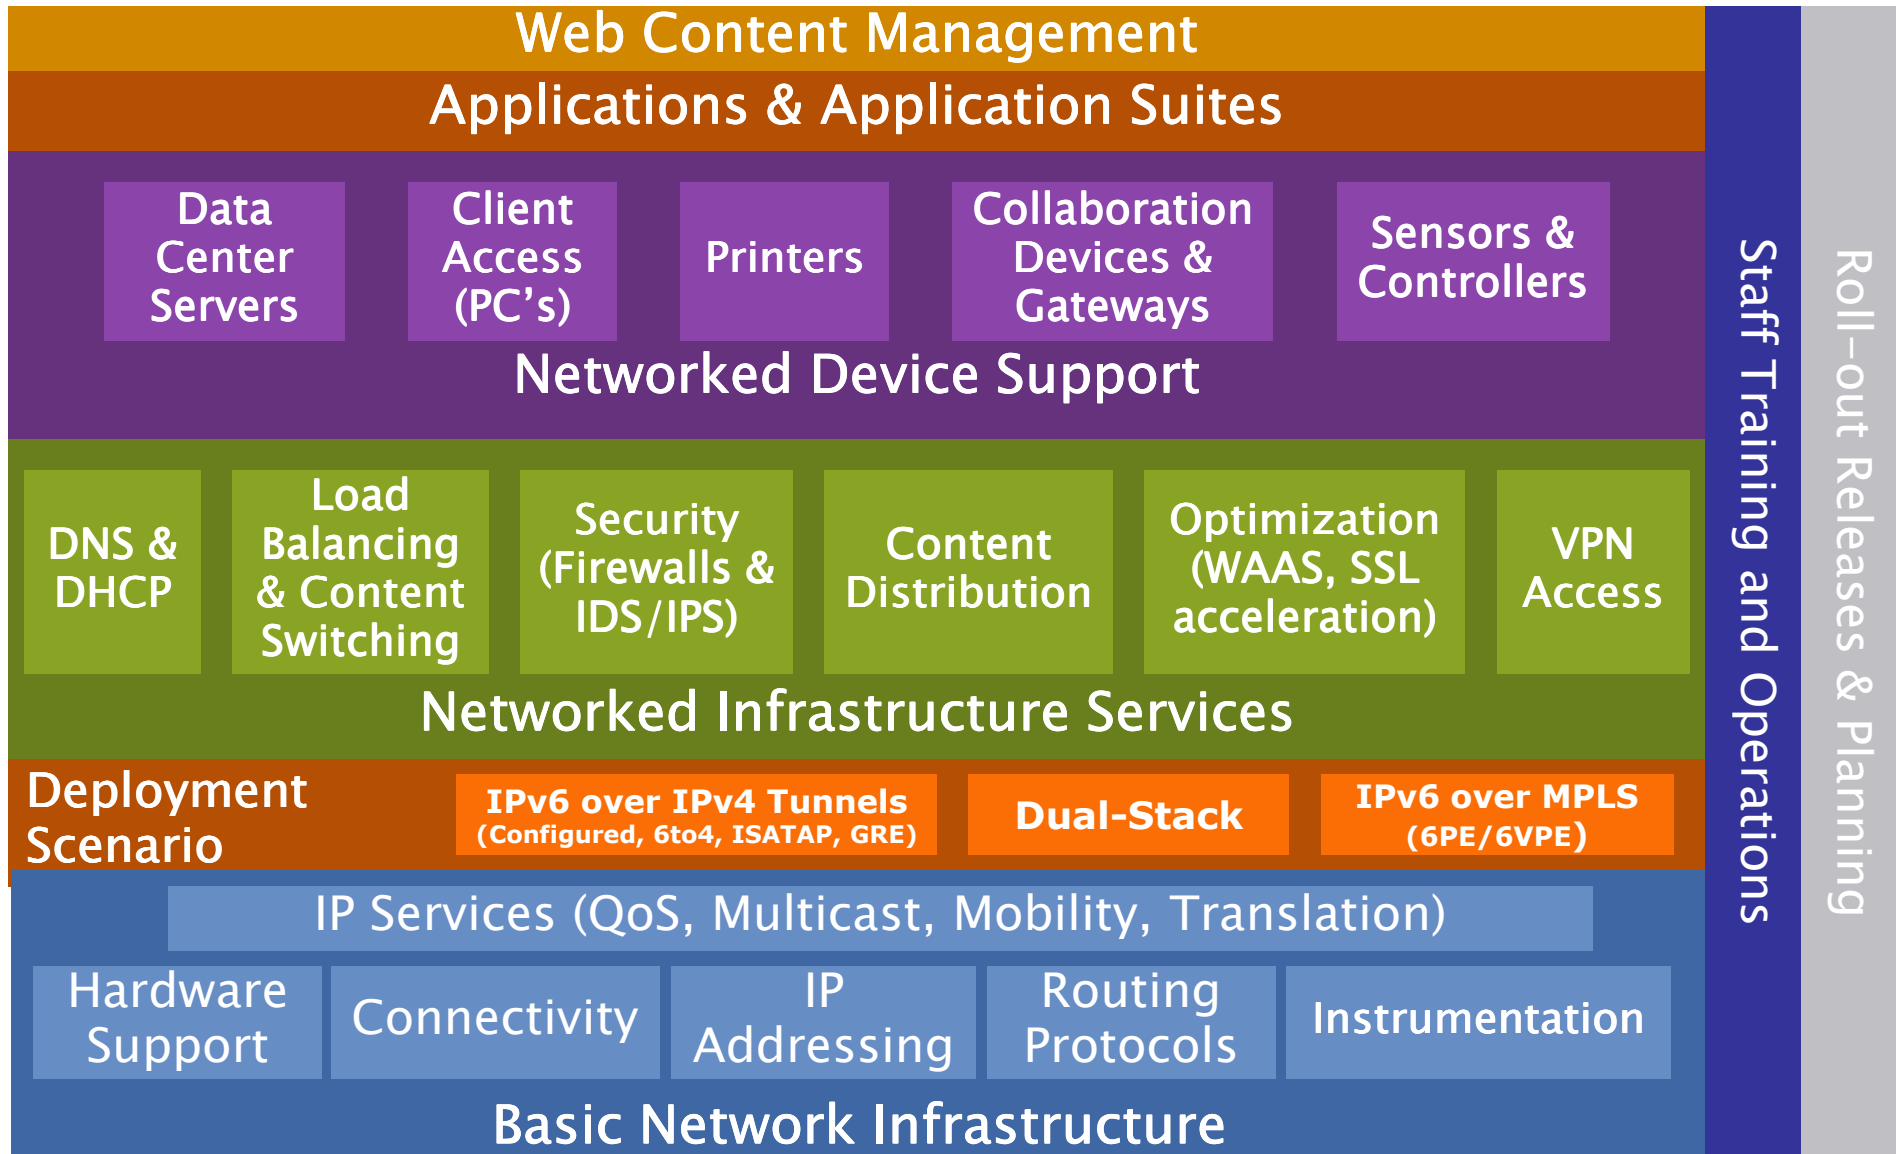 Web Content Management
Applications & Application Suites
Data
Center
Servers
Client
Access
(PC’s)
Printers
Collaboration
Devices &
Gateways
Sensors &
Controllers
Networked Device Support
DNS &
DHCP
Load
Balancing
& Content
Switching
Security
(Firewalls &
IDS/IPS)
Content
Distribution
Optimization
(WAAS, SSL
acceleration)
VPN
Access
Networked Infrastructure Services
Deployment
Scenario
IPv6 over IPv4 Tunnels
(Configured, 6to4, ISATAP, GRE)
Dual-Stack
IPv6 over MPLS
(6PE/6VPE)
IP Services (QoS, Multicast, Mobility, Translation)
Hardware
Support
Connectivity
IP
Addressing
Routing
Protocols
Instrumentation
Basic Network Infrastructure
Staff Training and Operations
Roll-out Releases & Planning